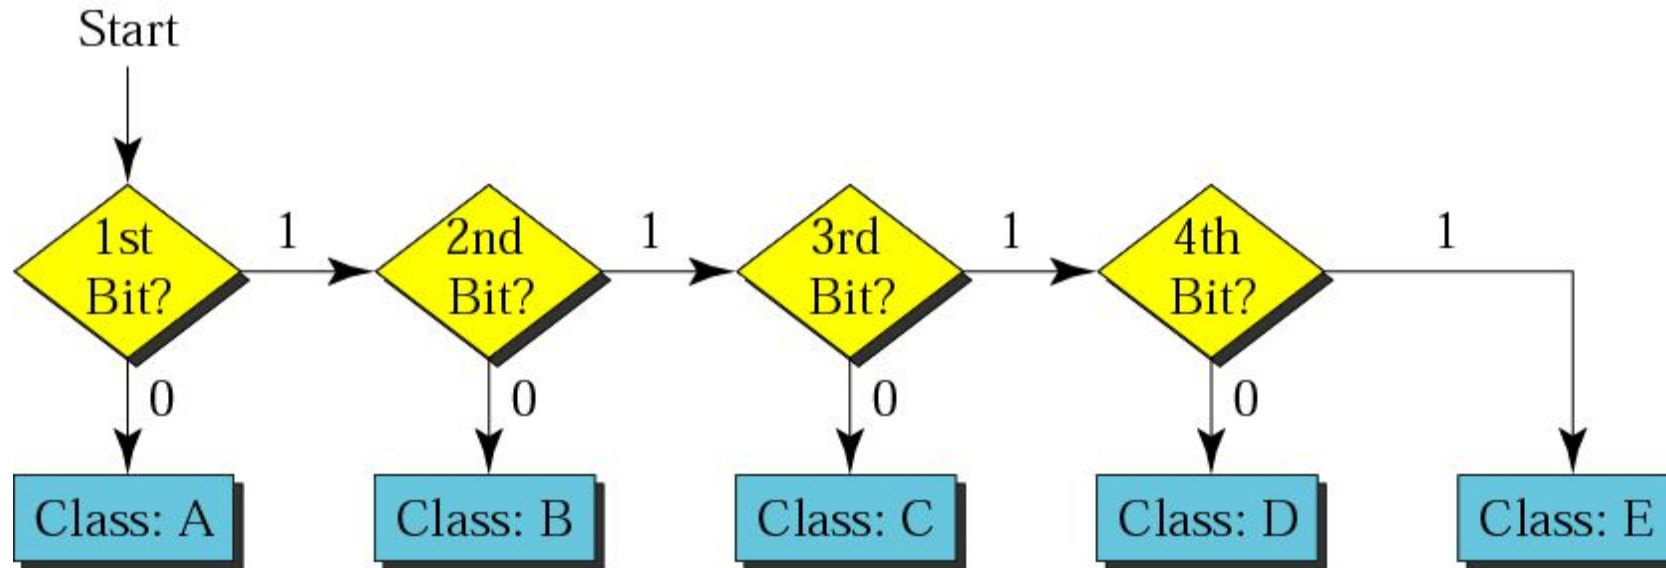 Start
1st
Bit?
1
2nd
Bit?
1
3rd
Bit?
1
4th
Bit?
1
0
0
0
0
Class: A
Class: B
Class: C
Class: D
Class: E